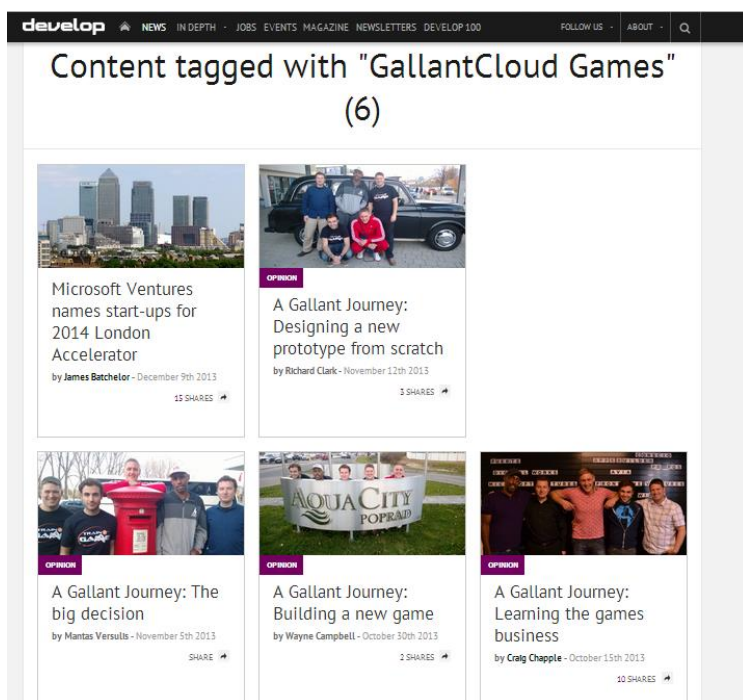 develop NEWS IN DEPTH - JOBS EVENTS MAGAZINE NEWSLETTERS DEVELOP 100 FOLLOW US - ABOUT -
Content tagged with "GallantCloud Games"
(6)
Microsoft Ventures
names start-ups for
2014 London
Accelerator
by James Batchelor - December 9th 2013
15 SHARES
OPINION
A Gallant Journey:
Designing a new
prototype from scratch
by Richard Clark - November 12th 2013
3 SHARES
OPINION
A Gallant Journey: The
big decision
by Mantas Versulis - November 5th 2013
SHARE
AQUACITY
POPRAD
OPINION
A Gallant Journey:
Building a new game
by Wayne Campbell - October 30th 2013
2 SHARES
OPINION
A Gallant Journey:
Learning the games
business
by Craig Chapple - October 15th 2013
10 SHARES